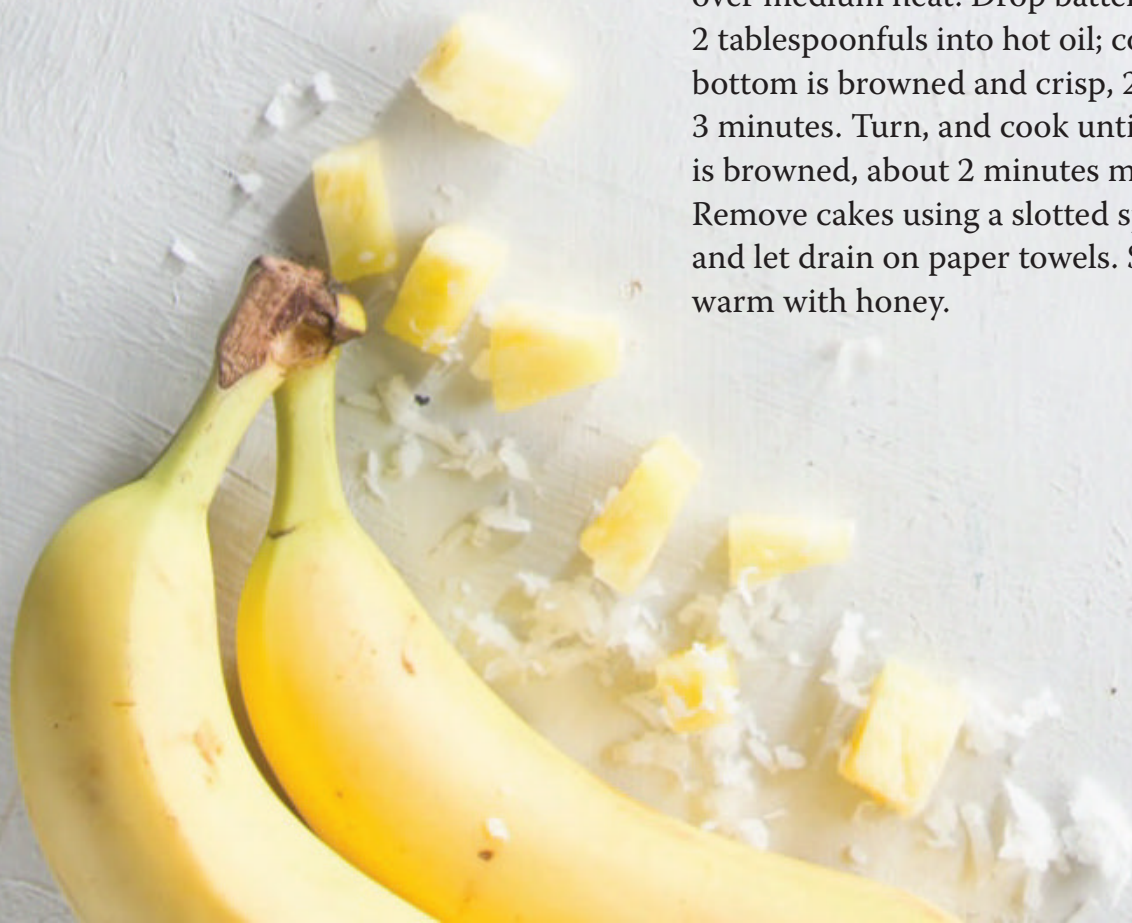 over medium heat. Drop
2 tablespoonfuls into hot oil;
bottom is browned and crisp, 2
3 minutes. Turn, and cook
is browned, about 2 minutes
Remove cakes using a slotted
and let drain on paper towels.
warm with honey.